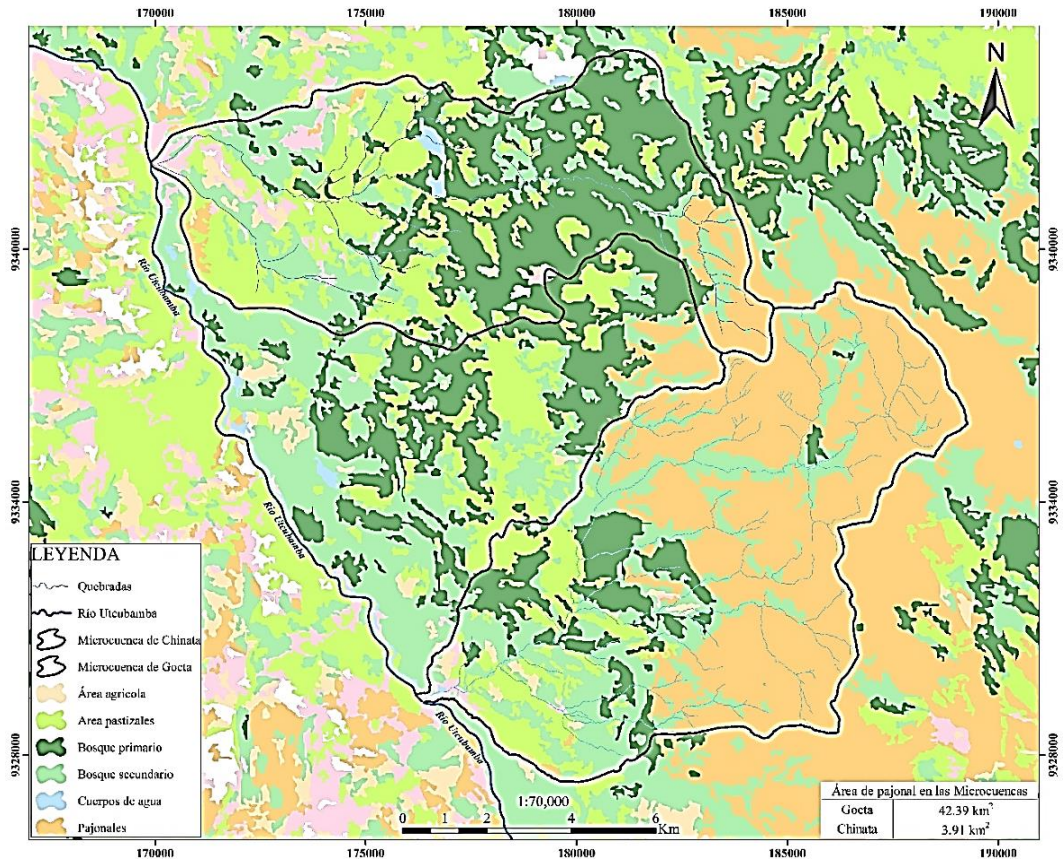 170000 175000 180000 185000 190000
N
9340000 9340000
Río Utcubamba
9334000 9334000
Río Utcubamba
LEYENDA
Quebradas
Río Utcubamba
Microcuenca de Chinata
Microcuenca de Gocta
Área agricola
Area pastizales
Bosque primario
Bosque secundario
Cuerpos de agua
Pajonales
Río Utcubamba
9328000 9328000
1:70,000
0 1 2 4 6
Km
Área de pajonal en las Microcuencas
Gocta 42.39 km²
Chinata 3.91 km²
170000 175000 180000 185000 190000